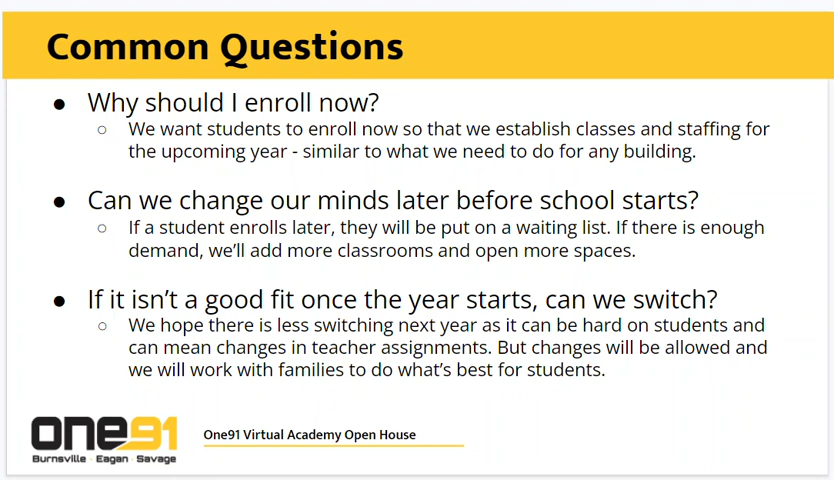 Common Questions
● Why should I enroll now?
○ We want students to enroll now so that we establish classes and staffing for
the upcoming year - similar to what we need to do for any building.
● Can we change our minds later before school starts?
○ If a student enrolls later, they will be put on a waiting list. If there is enough
demand, we’ll add more classrooms and open more spaces.
● If it isn’t a good fit once the year starts, can we switch?
○ We hope there is less switching next year as it can be hard on students and
can mean changes in teacher assignments. But changes will be allowed and
we will work with families to do what’s best for students.
one91
Burnsville Eagan Savage
One91 Virtual Academy Open House